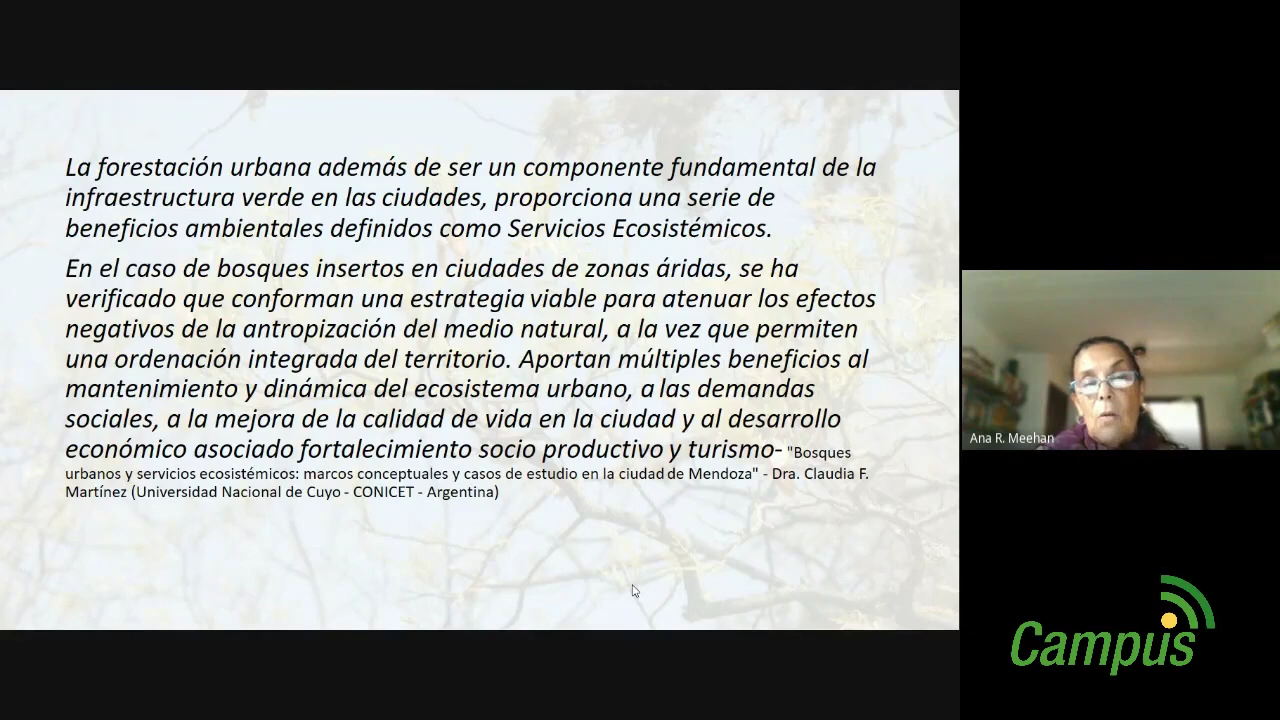 La forestación urbana además de ser un componente fundamental de la
infraestructura verde en las ciudades, proporciona una serie de
beneficios ambientales definidos como Servicios Ecosistémicos.
En el caso de bosques insertos en ciudades de zonas áridas, se ha
verificado que conforman una estrategia viable para atenuar los efectos
negativos de la antropización del medio natural, a la vez que permiten
una ordenación integrada del territorio. Aportan múltiples beneficios al
mantenimiento y dinámica del ecosistema urbano, a las demandas
sociales, a la mejora de la calidad de vida en la ciudad y al desarrollo
económico asociado fortalecimiento socio productivo y turismo- "Bosques
urbanos y servicios ecosistémicos: marcos conceptuales y casos de estudio en la ciudad de Mendoza" - Dra. Claudia F.
Martínez (Universidad Nacional de Cuyo - CONICET - Argentina)
Ana R. Meehan
Campus